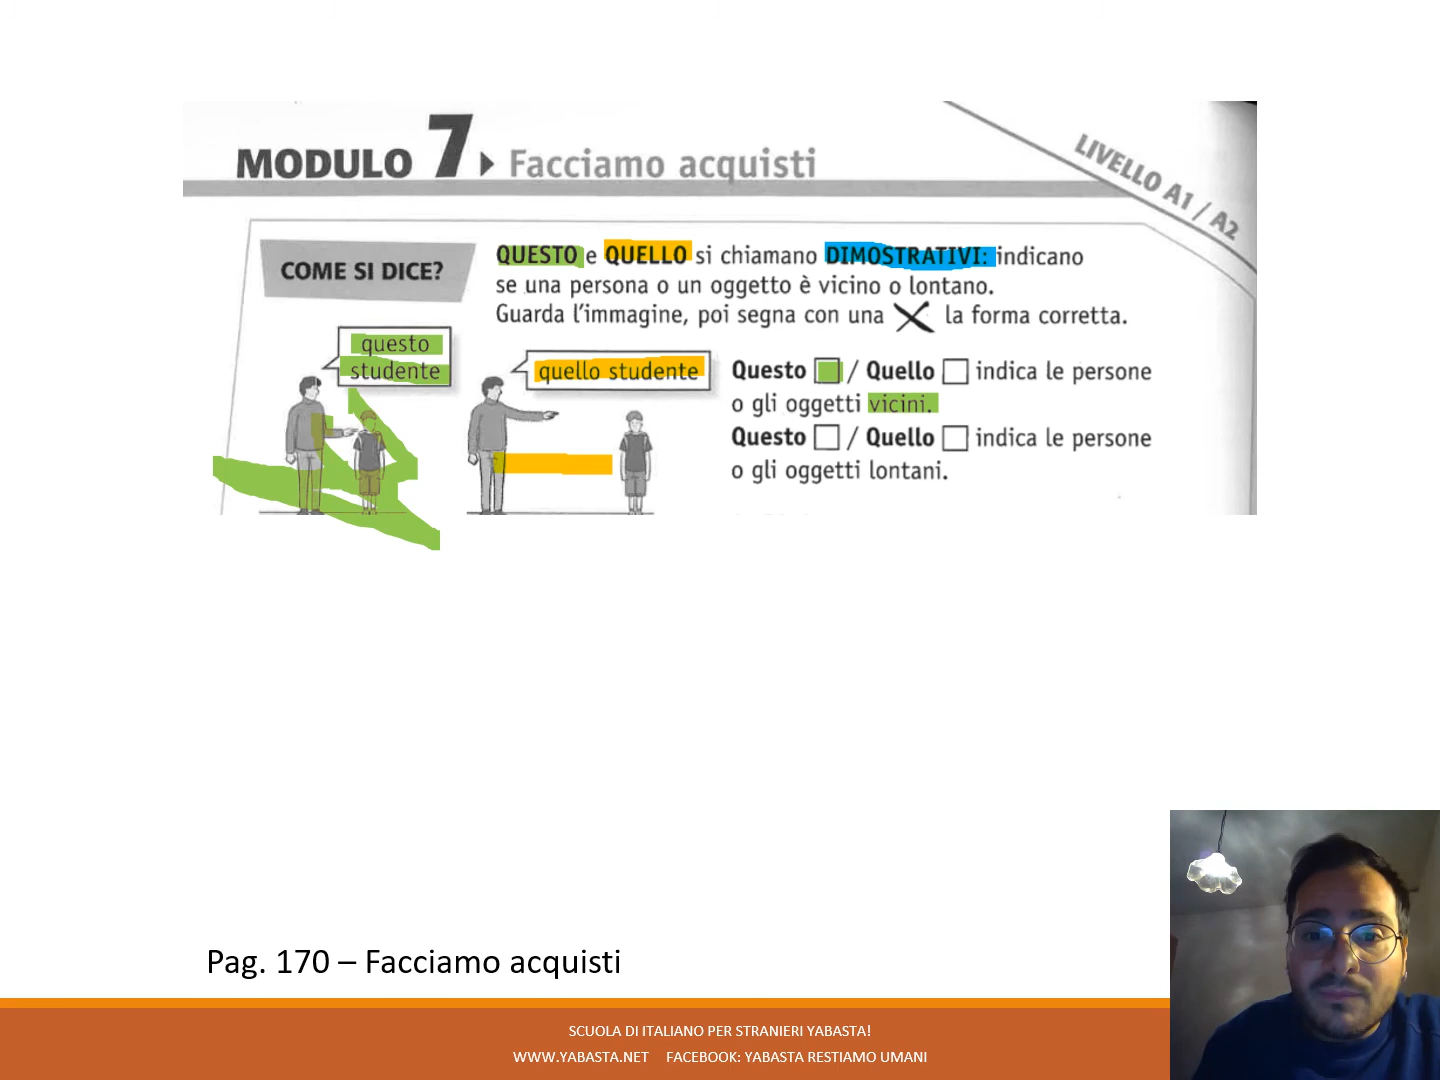 MODULO 7 Facciamo acquisti
LIVELLO A1 / A2
COME SI DICE?
QUESTO e QUELLO si chiamano DIMOSTRATIVI: indicano
se una persona o un oggetto è vicino o lontano.
Guarda l'immagine, poi segna con una X la forma corretta.
questo
studente
quello studente
Questo / Quello indica le persone
o gli oggetti vicini.
Questo / Quello indica le persone
o gli oggetti lontani.
Pag. 170 – Facciamo acquisti
SCUOLA DI ITALIANO PER STRANIERI YABASTA!
WWW.YABASTA.NET FACEBOOK: YABASTA RESTIAMO UMANI